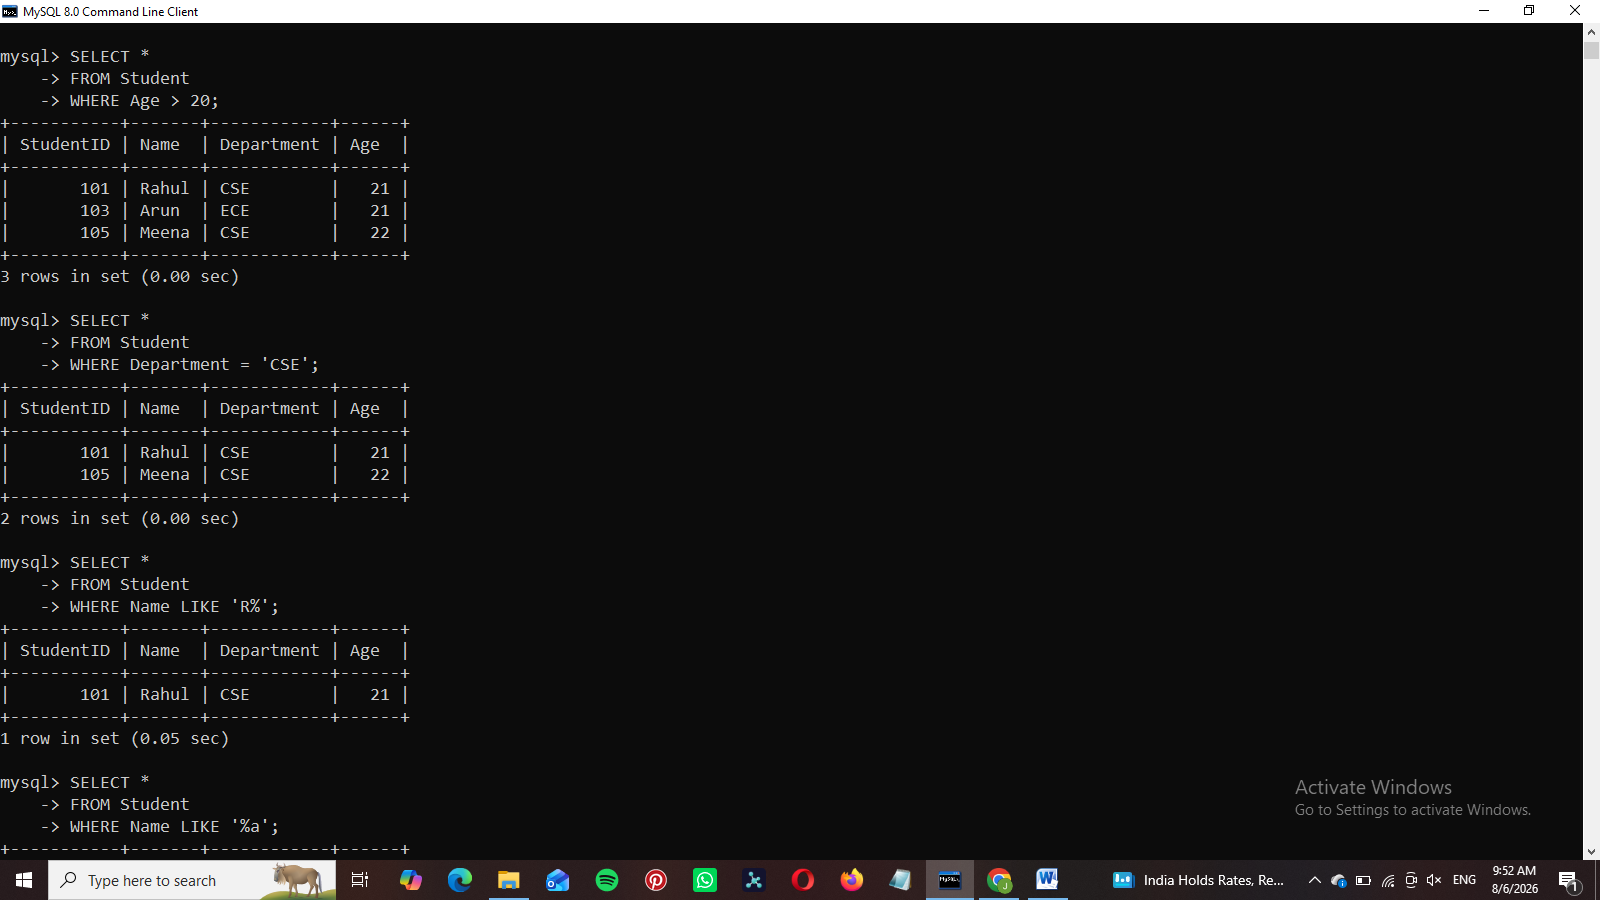 MySQL 8.0 Command Line Client
mysql> SELECT *
    -> FROM Student
    -> WHERE Age > 20;
+-----------+-------+------------+------+
| StudentID | Name  | Department | Age  |
+-----------+-------+------------+------+
|       101 | Rahul | CSE        |   21 |
|       103 | Arun  | ECE        |   21 |
|       105 | Meena | CSE        |   22 |
+-----------+-------+------------+------+
3 rows in set (0.00 sec)
mysql> SELECT *
    -> FROM Student
    -> WHERE Department = 'CSE';
+-----------+-------+------------+------+
| StudentID | Name  | Department | Age  |
+-----------+-------+------------+------+
|       101 | Rahul | CSE        |   21 |
|       105 | Meena | CSE        |   22 |
+-----------+-------+------------+------+
2 rows in set (0.00 sec)
mysql> SELECT *
    -> FROM Student
    -> WHERE Name LIKE 'R%';
+-----------+-------+------------+------+
| StudentID | Name  | Department | Age  |
+-----------+-------+------------+------+
|       101 | Rahul | CSE        |   21 |
+-----------+-------+------------+------+
1 row in set (0.05 sec)
mysql> SELECT *
    -> FROM Student
    -> WHERE Name LIKE '%a';
+-----------+-------+------------+------+
Activate Windows
Go to Settings to activate Windows.
Type here to search
India Holds Rates, Re...
ENG
9:52 AM
8/6/2026
1